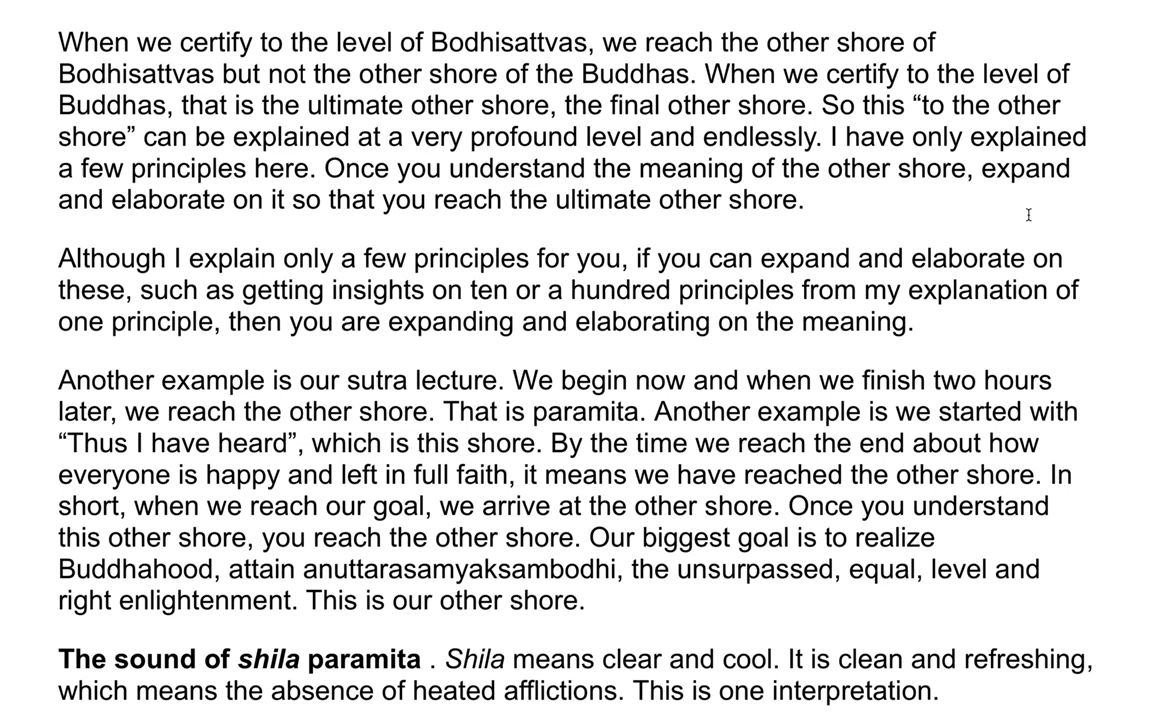 When we certify to the level of Bodhisattvas, we reach the other shore of
Bodhisattvas but not the other shore of the Buddhas. When we certify to the level of
Buddhas, that is the ultimate other shore, the final other shore. So this “to the other
shore” can be explained at a very profound level and endlessly. I have only explained
a few principles here. Once you understand the meaning of the other shore, expand
and elaborate on it so that you reach the ultimate other shore.
Although I explain only a few principles for you, if you can expand and elaborate on
these, such as getting insights on ten or a hundred principles from my explanation of
one principle, then you are expanding and elaborating on the meaning.
Another example is our sutra lecture. We begin now and when we finish two hours
later, we reach the other shore. That is paramita. Another example is we started with
“Thus I have heard”, which is this shore. By the time we reach the end about how
everyone is happy and left in full faith, it means we have reached the other shore. In
short, when we reach our goal, we arrive at the other shore. Once you understand
this other shore, you reach the other shore. Our biggest goal is to realize
Buddhahood, attain anuttarasamyaksambodhi, the unsurpassed, equal, level and
right enlightenment. This is our other shore.
The sound of shila paramita . Shila means clear and cool. It is clean and refreshing,
which means the absence of heated afflictions. This is one interpretation.